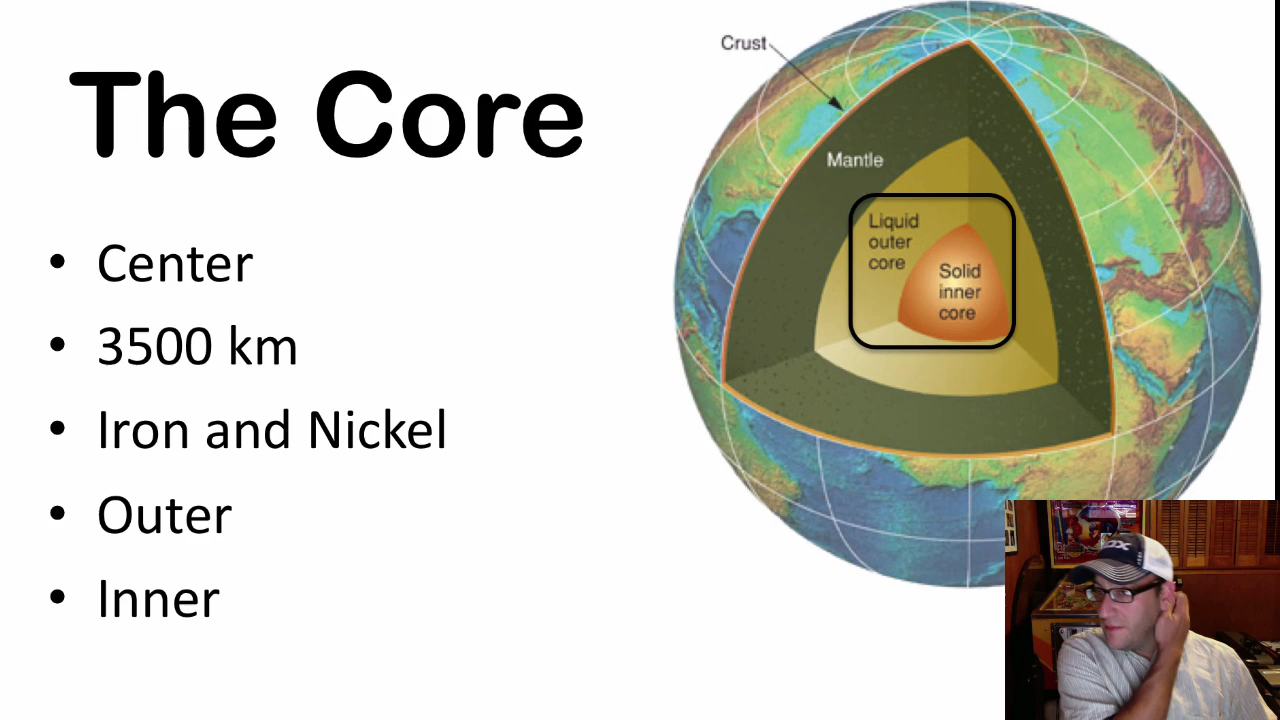 The Core
• Center
• 3500 km
• Iron and Nickel
• Outer
• Inner
Crust
Mantle
Liquid
outer
core
Solid
inner
core